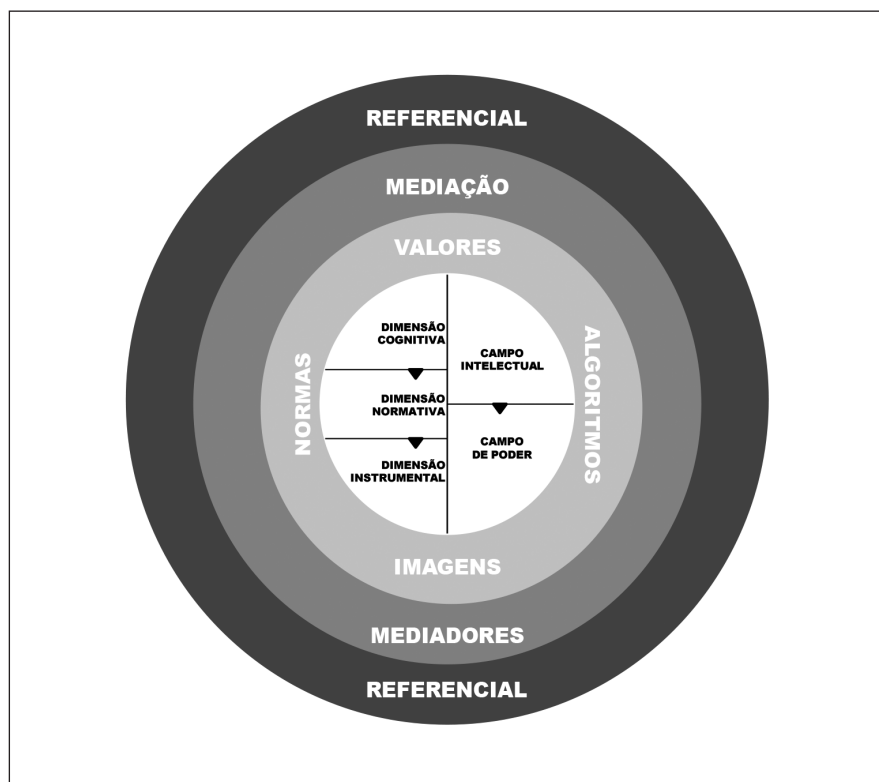 REFERENCIAL
MEDIAÇÃO
VALORES
NORMAS
DIMENSÃO
COGNITIVA
DIMENSÃO
NORMATIVA
DIMENSÃO
INSTRUMENTAL
CAMPO
INTELECTUAL
CAMPO
DE PODER
ALGORITMOS
IMAGENS
MEDIADORES
REFERENCIAL